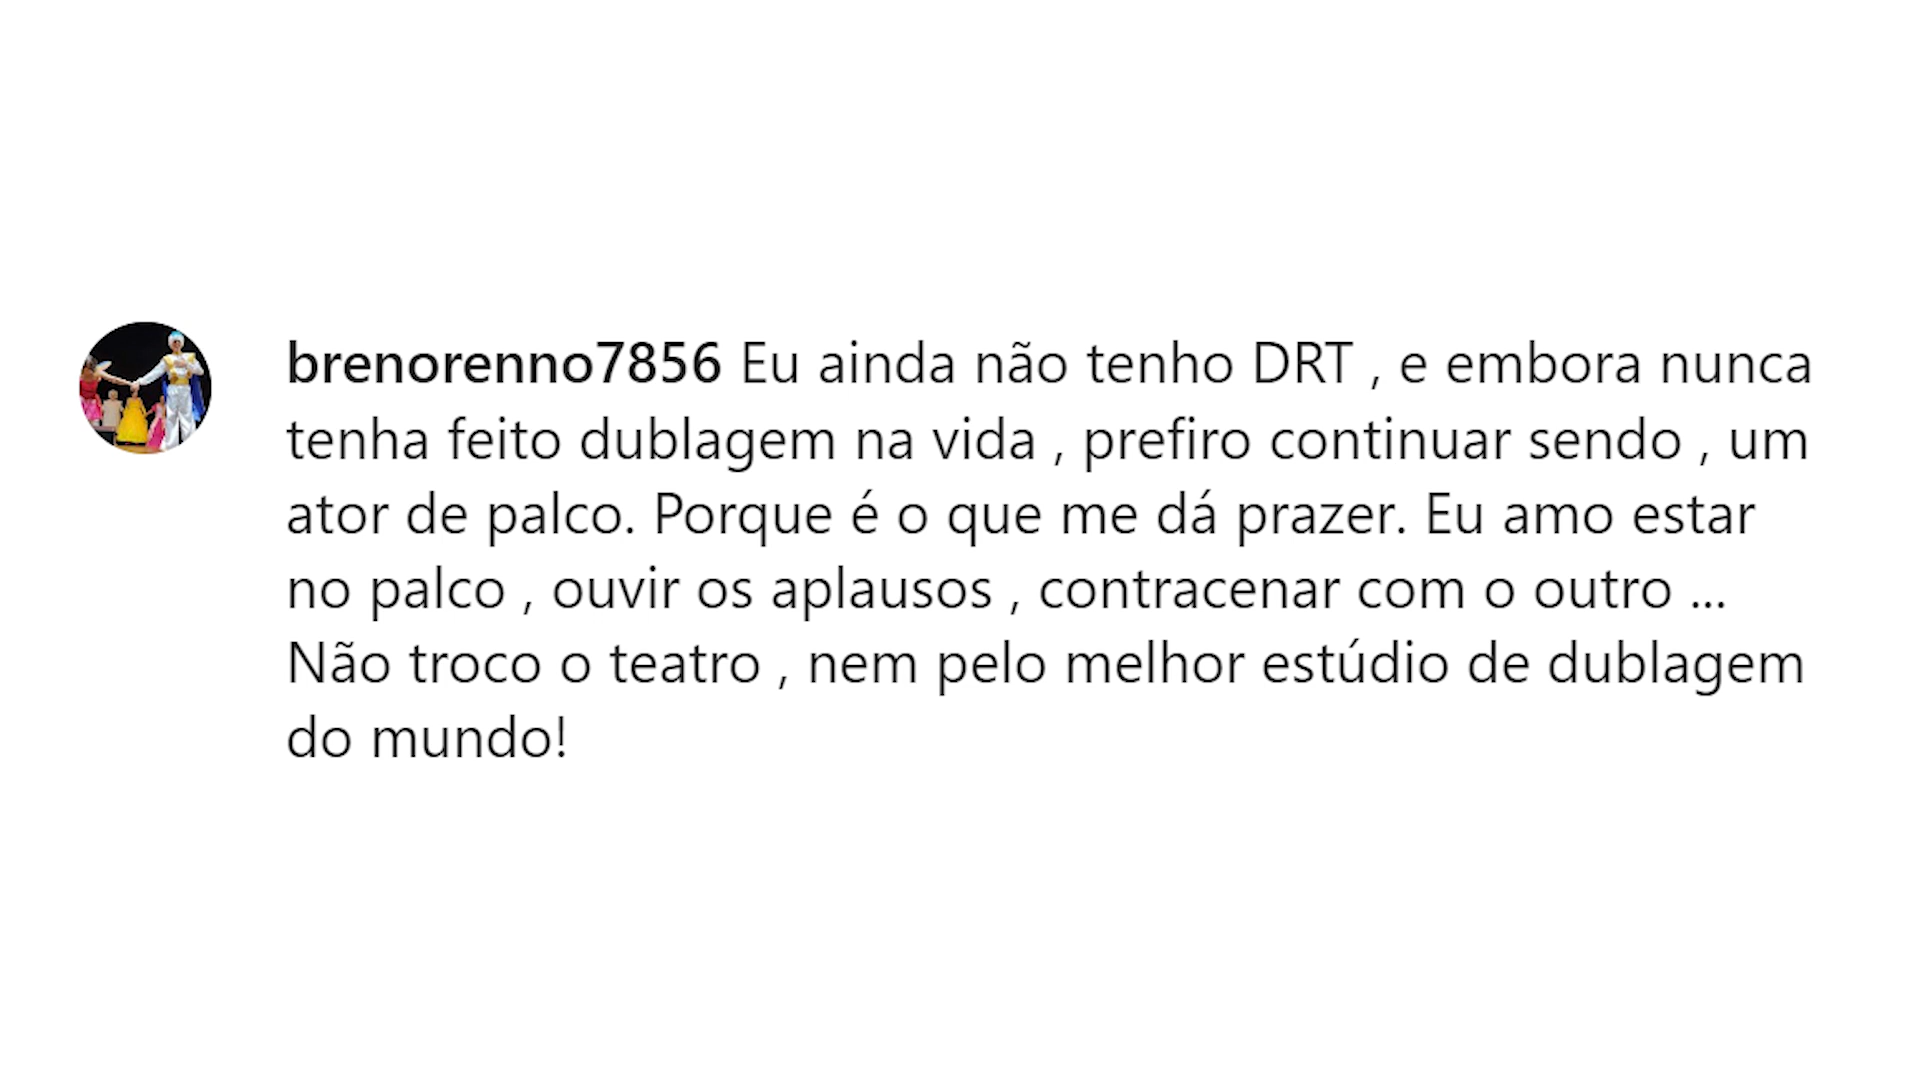 brenorenno7856 Eu ainda não tenho DRT , e embora nunca
tenha feito dublagem na vida , prefiro continuar sendo , um
ator de palco. Porque é o que me dá prazer. Eu amo estar
no palco , ouvir os aplausos , contracenar com o outro ...
Não troco o teatro , nem pelo melhor estúdio de dublagem
do mundo!